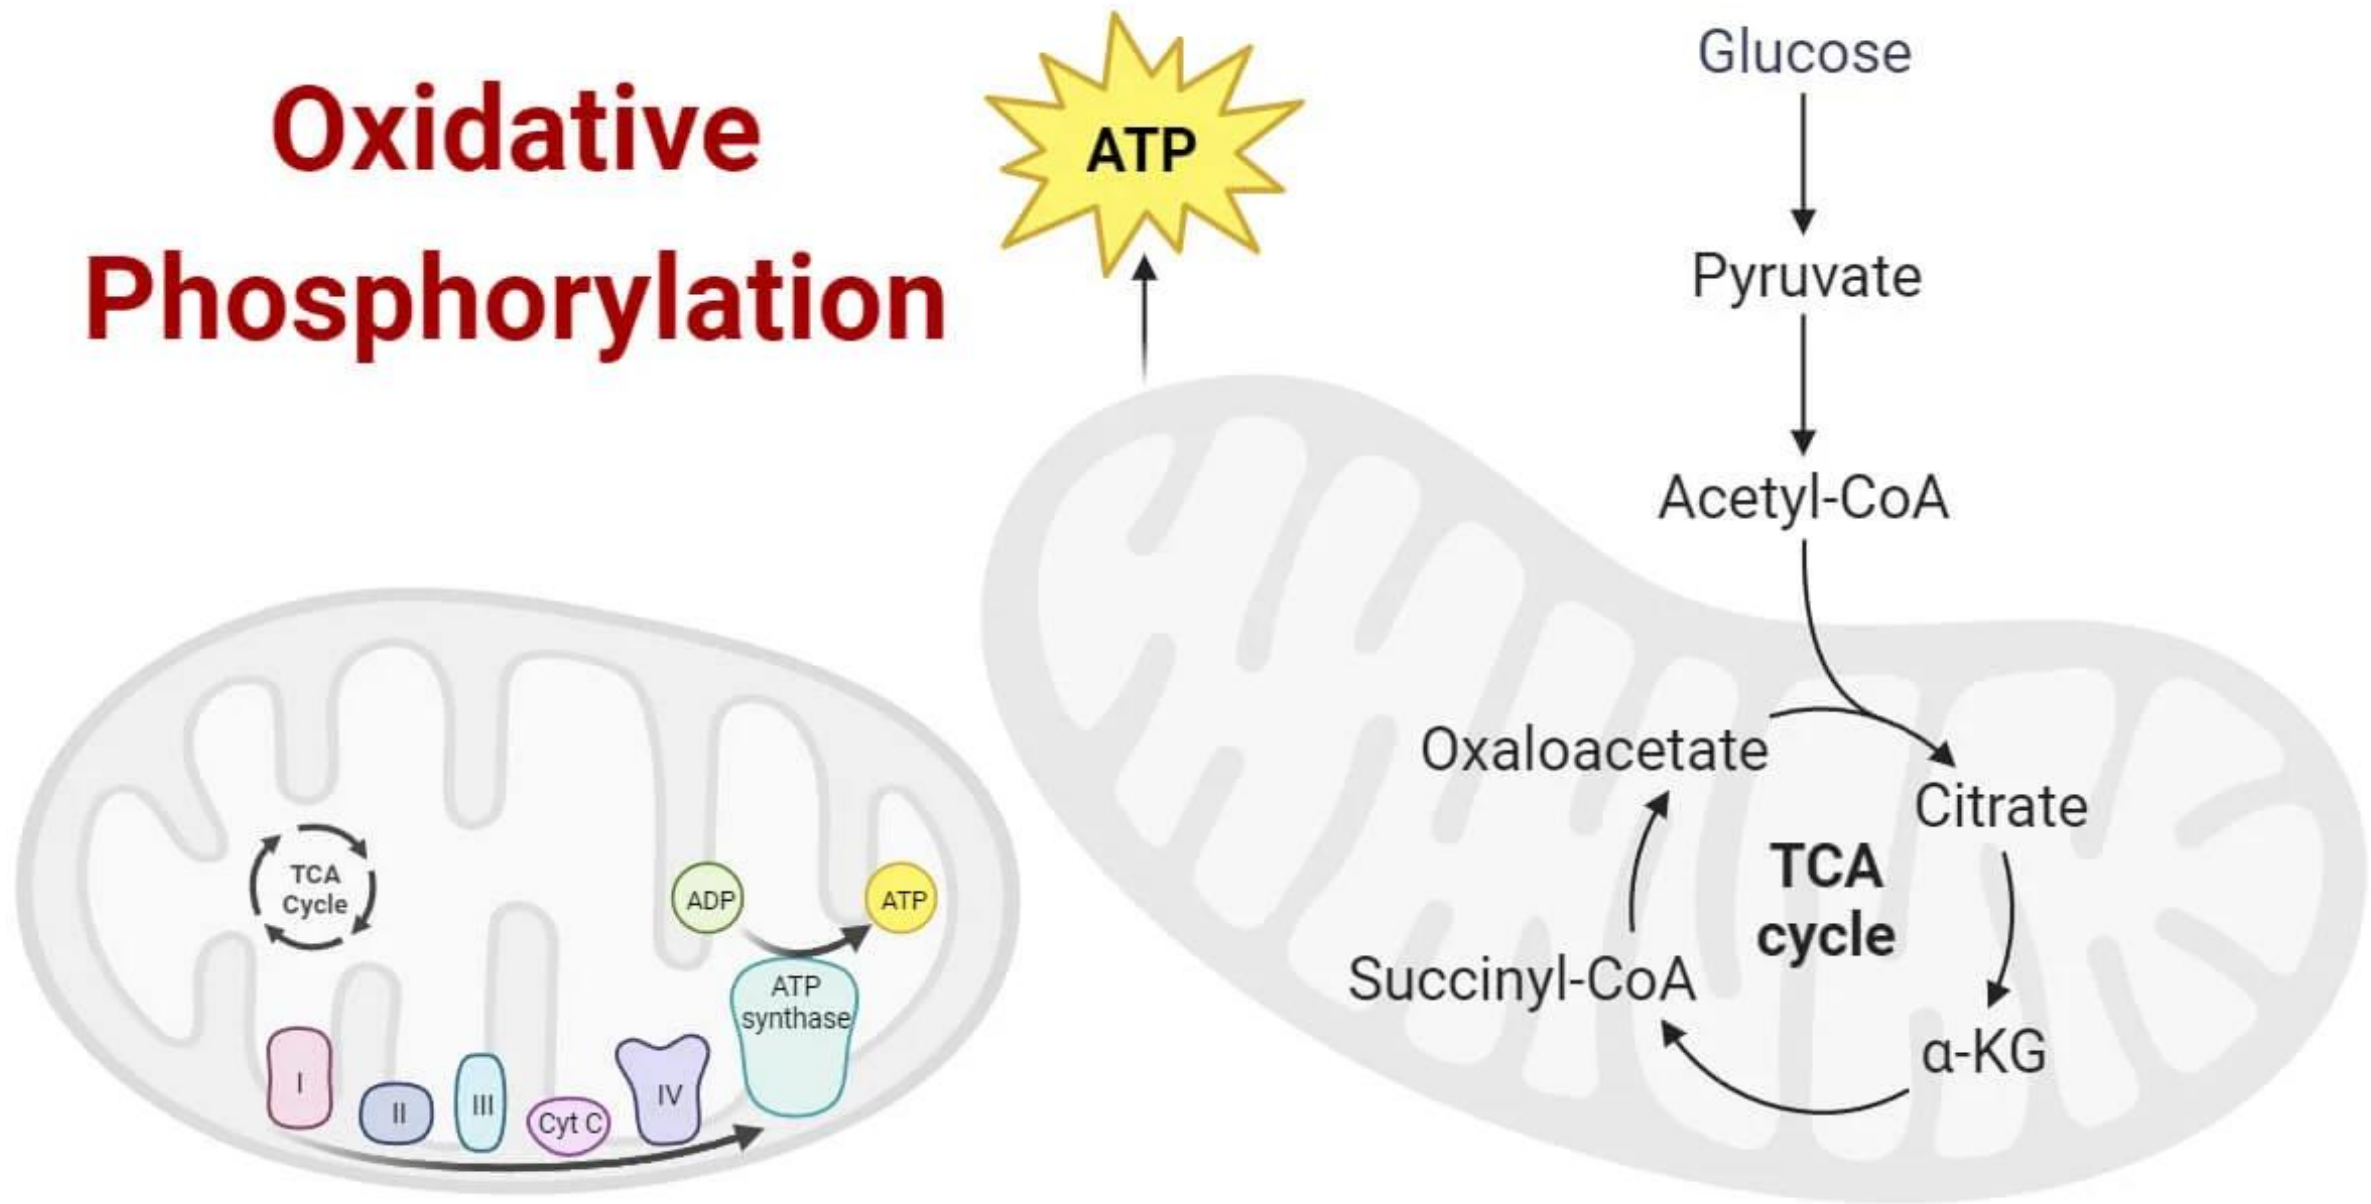 Oxidative
Phosphorylation
ATP
Glucose
Pyruvate
Acetyl-CoA
Oxaloacetate
Citrate
TCA
cycle
Succinyl-CoA
α-KG
TCA
Cycle
ADP
ATP
ATP
synthase
I
II
III
Cyt C
IV